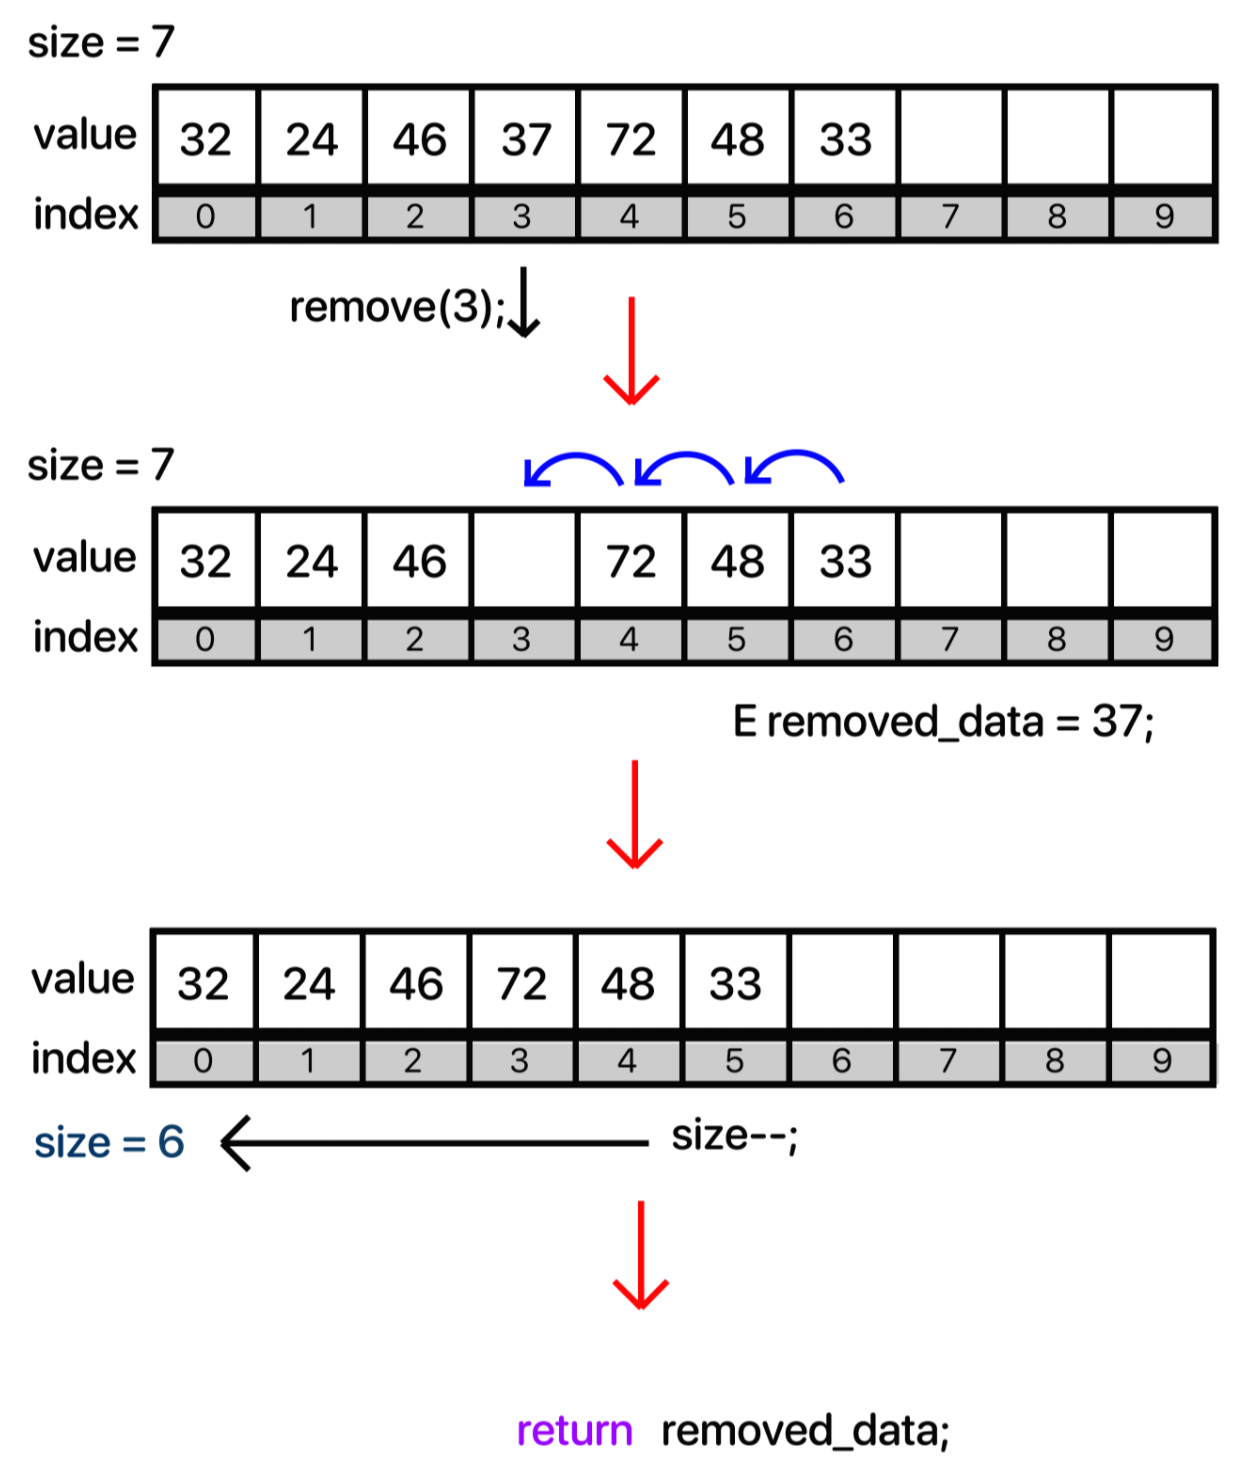 size = 7
value 32 24 46 37 72 48 33
index 0 1 2 3 4 5 6 7 8 9
remove(3);
size = 7
value 32 24 46 72 48 33
index 0 1 2 3 4 5 6 7 8 9
E removed_data = 37;
value 32 24 46 72 48 33
index 0 1 2 3 4 5 6 7 8 9
size = 6 size--;
return removed_data;